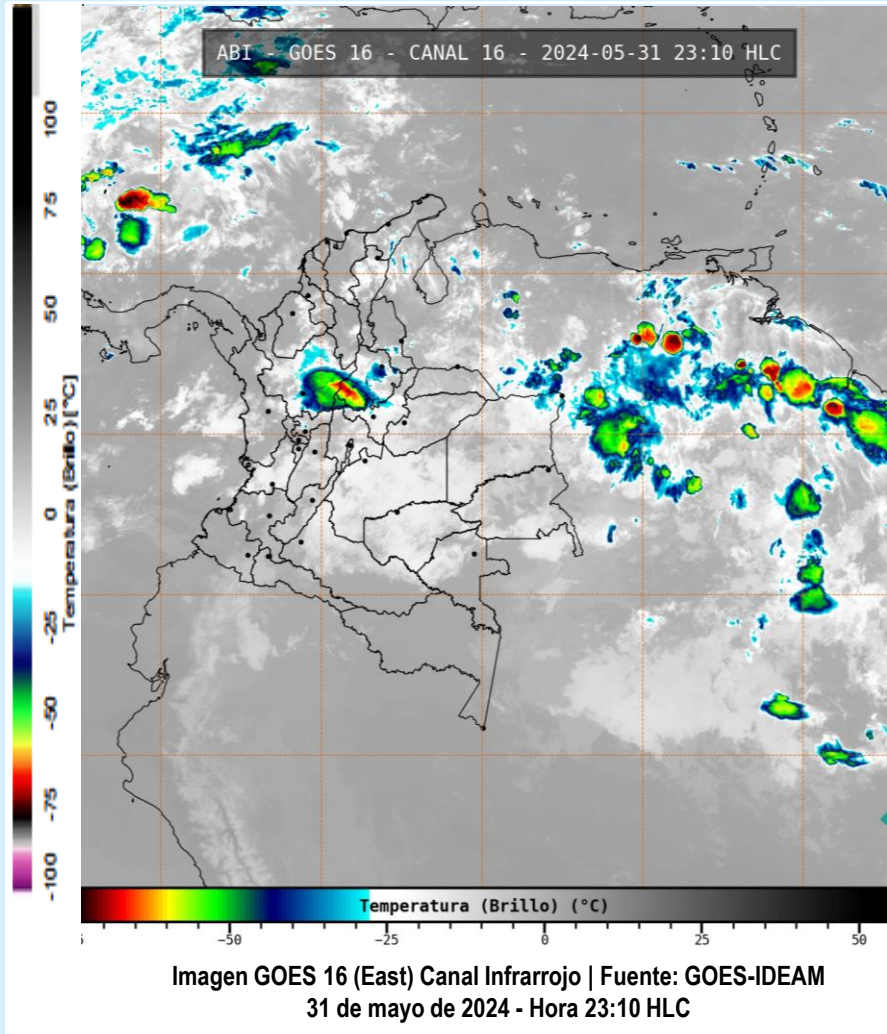 ABI - GOES 16 - CANAL 16 - 2024-05-31 23:10 HLC
100
75
50
25
0
-25
-50
-75
-100
Temperatura (Brillo) [°C]
Temperatura (Brillo) (°C)
−50
−25
0
25
50
Imagen GOES 16 (East) Canal Infrarrojo | Fuente: GOES-IDEAM
31 de mayo de 2024 - Hora 23:10 HLC